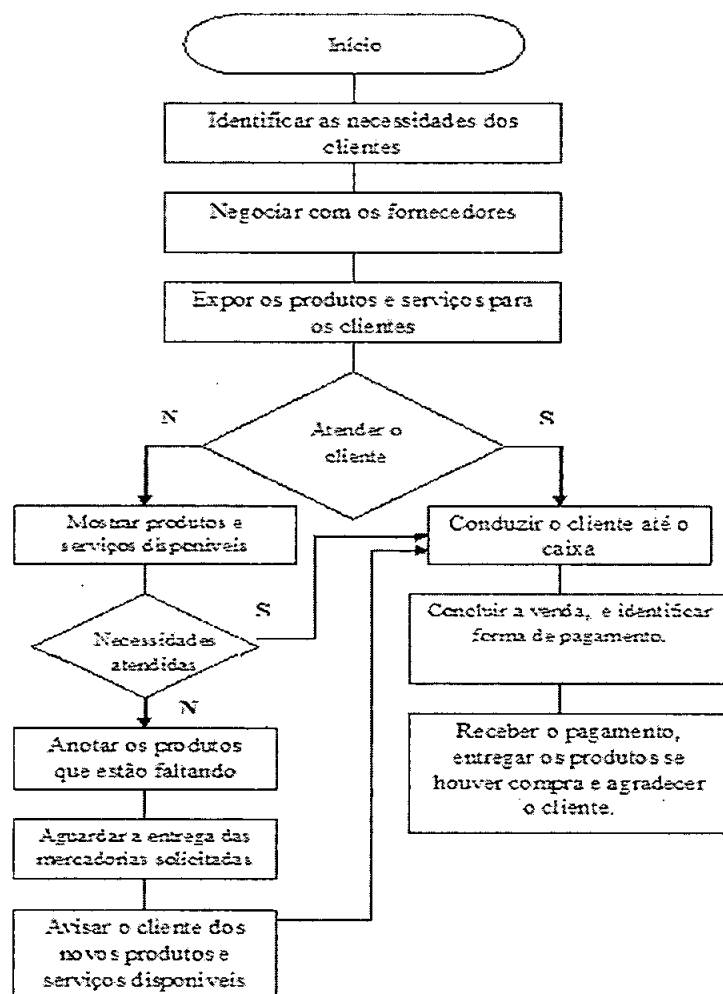 Início
Identificar as necessidades dos
clientes
Negociar com os fornecedores
Expor os produtos e serviços para
os clientes
N
S
Atender o
cliente
Mostrar produtos e
serviços disponiveis
Conduzir o cliente até o
caixa
S
Necessidades
atendidas
Concluir a venda, e identificar
forma de pagamento.
N
Anotar os produtos
que estão faltando
Receber o pagamento,
entregar os produtos se
houver compra e agradecer
o cliente.
Aguardar a entrega das
mercadorias solicitadas
Avisar o cliente dos
novos produtos e
serviços disponiveis